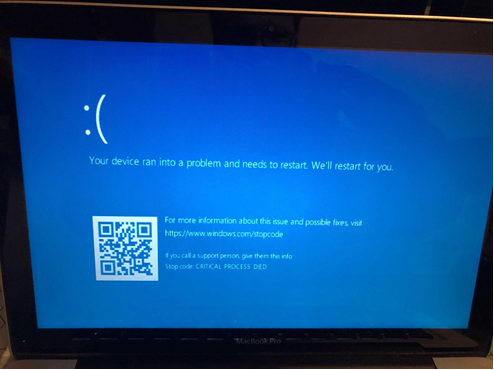 :(
Your device ran into a problem and needs to restart. We'll restart for you.
For more information about this issue and possible fixes, visit
https://www.windows.com/stopcode
If you call a support person, give them this info:
Stop code: CRITICAL PROCESS DIED
MacBook Pro